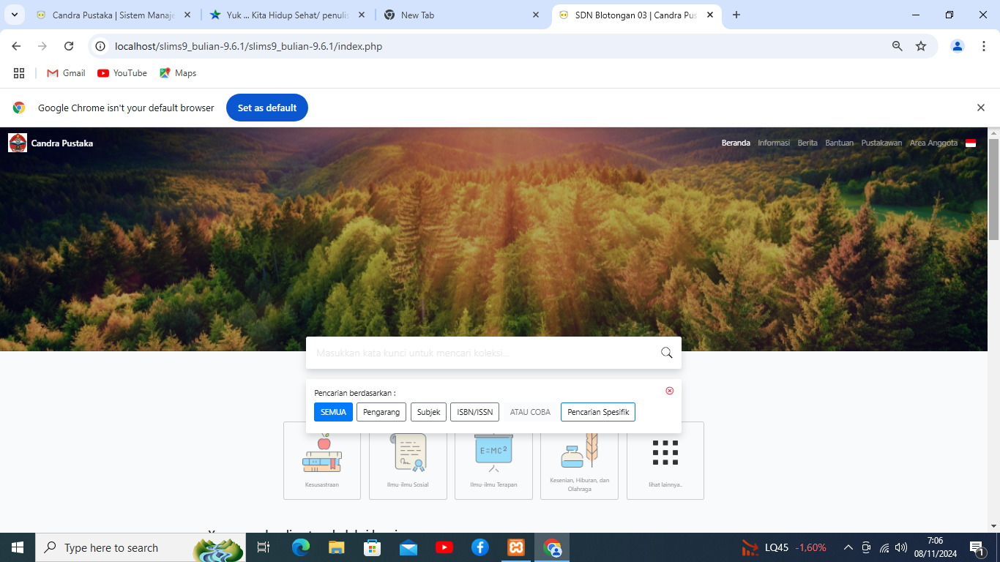 Candra Pustaka | Sistem Manaje
Yuk ... Kita Hidup Sehat/ penulis
New Tab
SDN Blotongan 03 | Candra Pus
localhost/slims9_bulian-9.6.1/slims9_bulian-9.6.1/index.php
Gmail
YouTube
Maps
Google Chrome isn't your default browser
Set as default
Candra Pustaka
Beranda Informasi Berita Bantuan Pustakawan Area Anggota
Masukkan kata kunci untuk mencari koleksi...
Pencarian berdasarkan :
SEMUA Pengarang Subjek ISBN/ISSN ATAU COBA Pencarian Spesifik
E=MC²
Kesusastraan
Ilmu-ilmu Sosial
Ilmu-ilmu Terapan
Kesenian, Hiburan, dan
Olahraga
lihat lainnya..
Type here to search
LQ45 -1,60%
7:06
08/11/2024
1